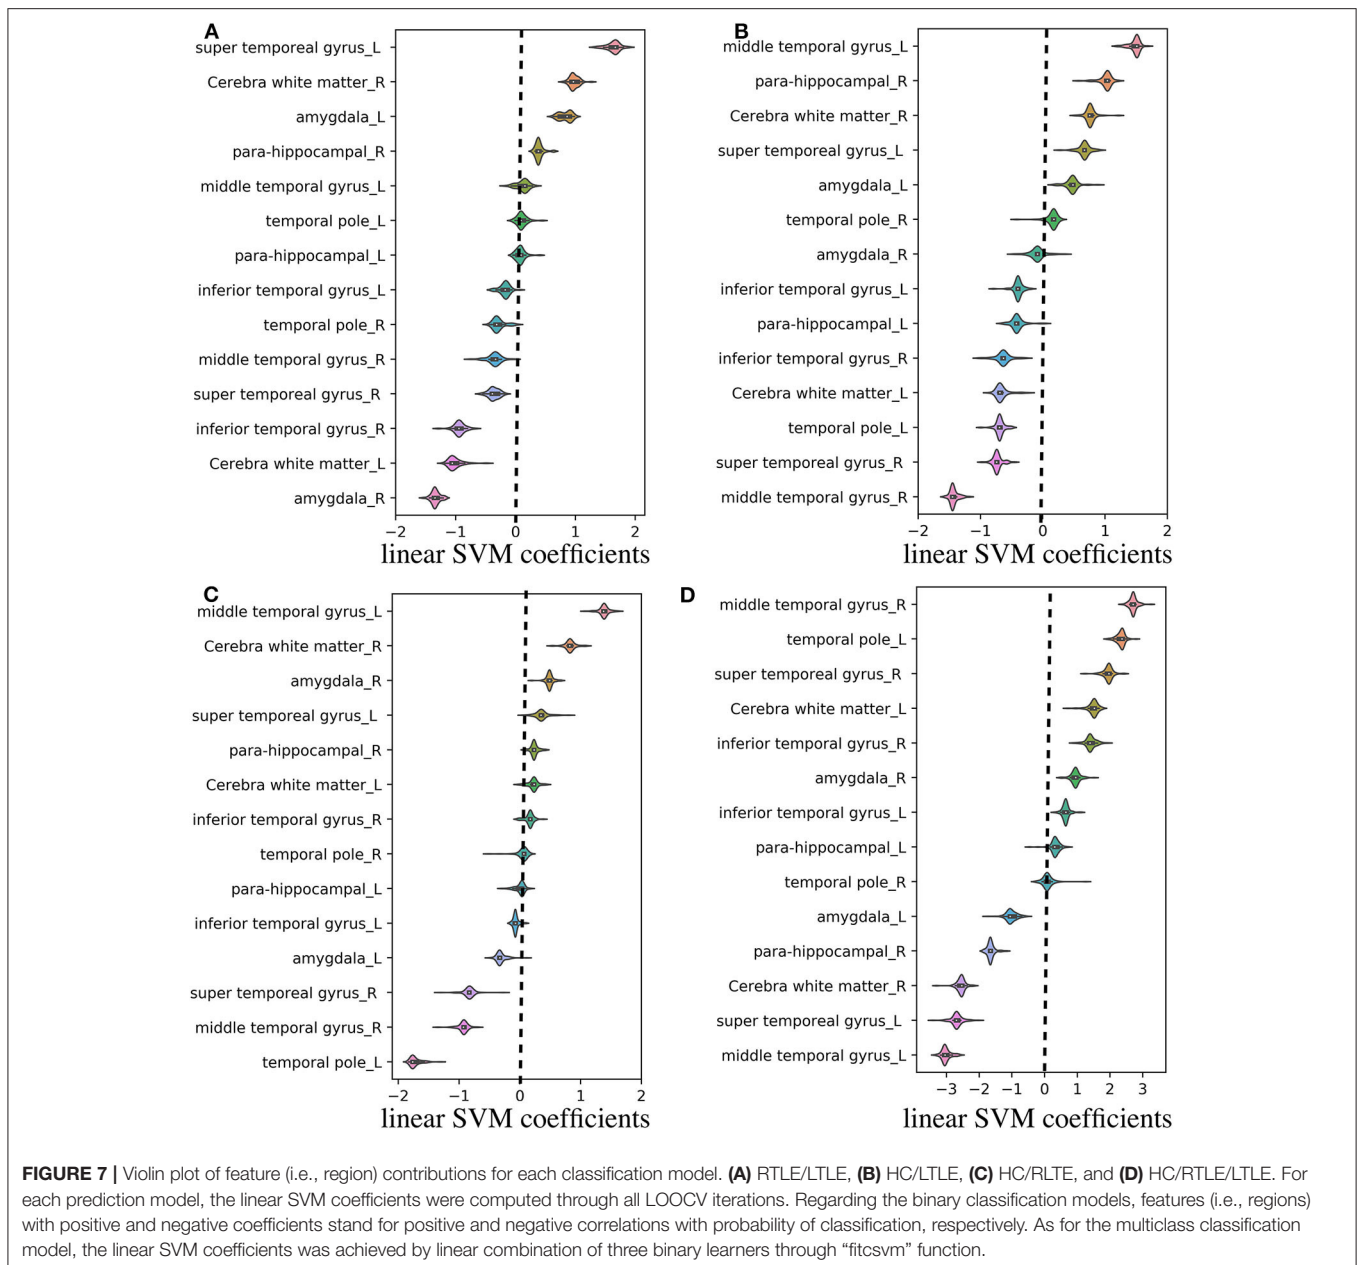 A
super temporeal gyrus_L
Cerebra white matter_R
amygdala_L
para-hippocampal_R
middle temporal gyrus_L
temporal pole_L
para-hippocampal_L
inferior temporal gyrus_L
temporal pole_R
middle temporal gyrus_R
super temporeal gyrus_R
inferior temporal gyrus_R
Cerebra white matter_L
amygdala_R
−2 −1 0 1 2
linear SVM coefficients
B
middle temporal gyrus_L
para-hippocampal_R
Cerebra white matter_R
super temporeal gyrus_L
amygdala_L
temporal pole_R
amygdala_R
inferior temporal gyrus_L
para-hippocampal_L
inferior temporal gyrus_R
Cerebra white matter_L
temporal pole_L
super temporeal gyrus_R
middle temporal gyrus_R
−2 −1 0 1 2
linear SVM coefficients
C
middle temporal gyrus_L
Cerebra white matter_R
amygdala_R
super temporeal gyrus_L
para-hippocampal_R
Cerebra white matter_L
inferior temporal gyrus_R
temporal pole_R
para-hippocampal_L
inferior temporal gyrus_L
amygdala_L
super temporeal gyrus_R
middle temporal gyrus_R
temporal pole_L
−2 −1 0 1 2
linear SVM coefficients
D
middle temporal gyrus_R
temporal pole_L
super temporeal gyrus_R
Cerebra white matter_L
inferior temporal gyrus_R
amygdala_R
inferior temporal gyrus_L
para-hippocampal_L
temporal pole_R
amygdala_L
para-hippocampal_R
Cerebra white matter_R
super temporeal gyrus_L
middle temporal gyrus_L
−3 −2 −1 0 1 2 3
linear SVM coefficients
FIGURE 7 | Violin plot of feature (i.e., region) contributions for each classification model. (A) RTLE/LTLE, (B) HC/LTLE, (C) HC/RLTE, and (D) HC/RTLE/LTLE. For
each prediction model, the linear SVM coefficients were computed through all LOOCV iterations. Regarding the binary classification models, features (i.e., regions)
with positive and negative coefficients stand for positive and negative correlations with probability of classification, respectively. As for the multiclass classification
model, the linear SVM coefficients was achieved by linear combination of three binary learners through “fitcsvm” function.